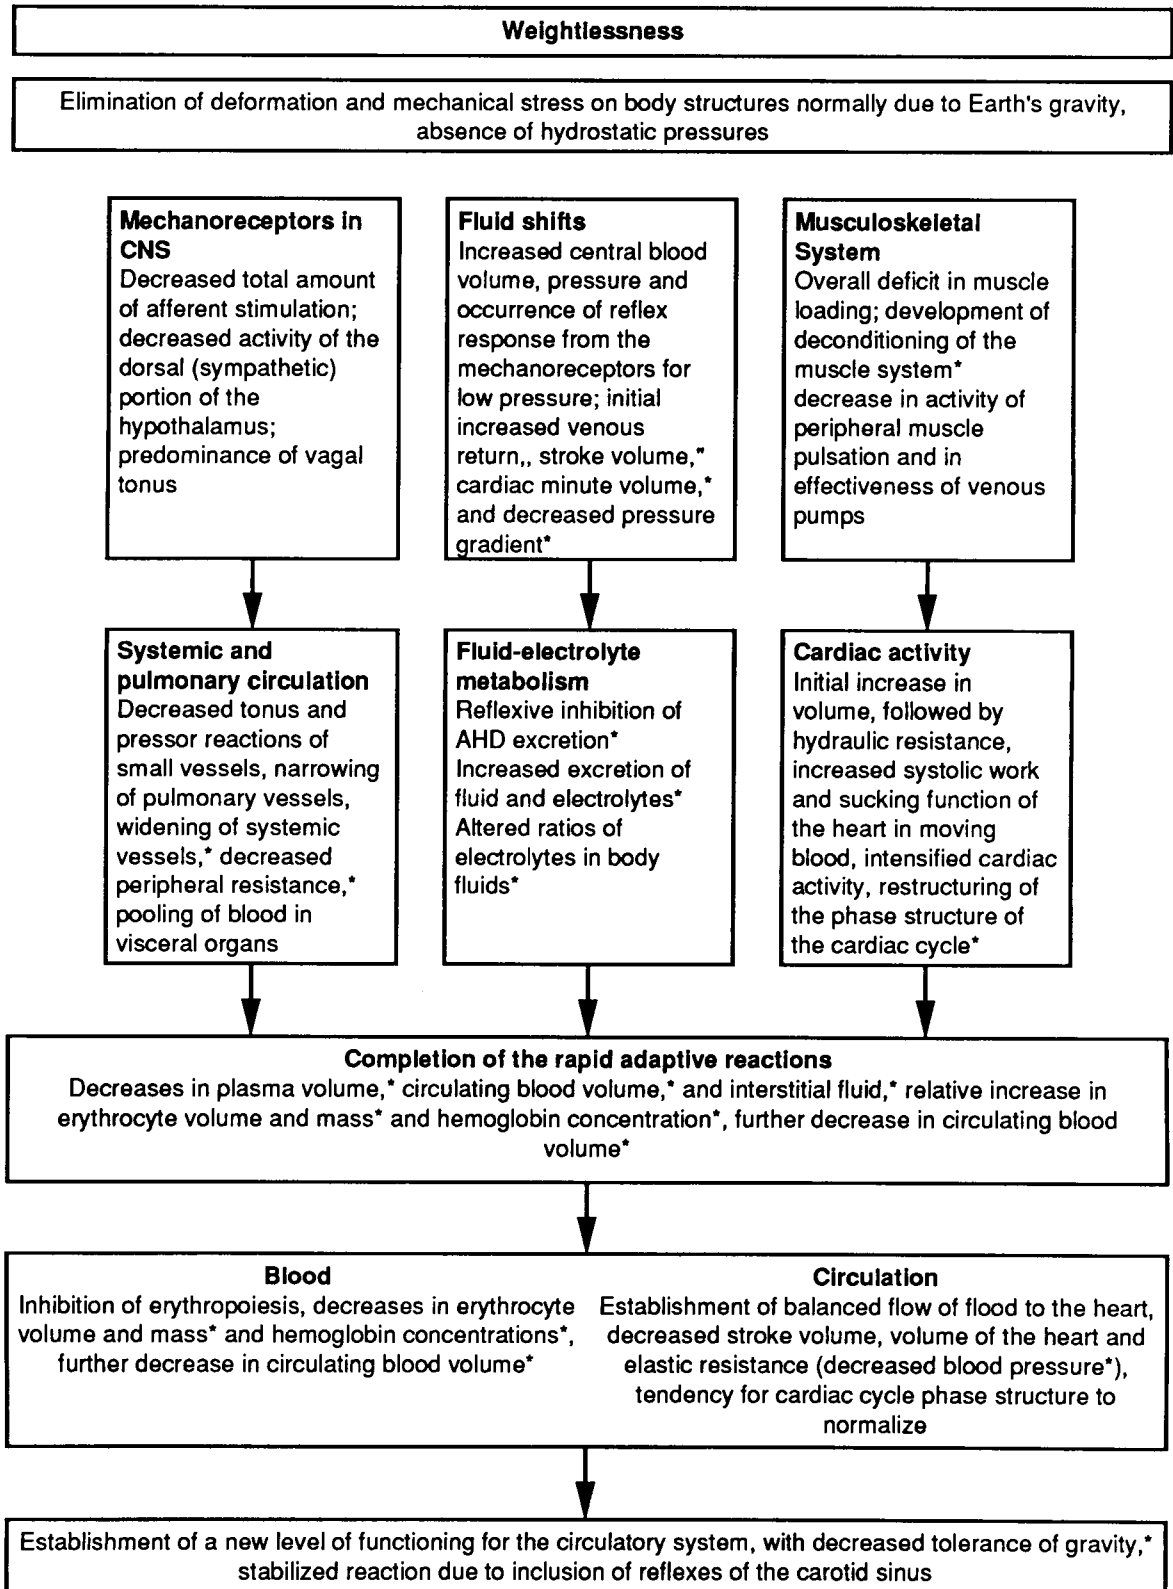 Weightlessness
Elimination of deformation and mechanical stress on body structures normally due to Earth's gravity,
absence of hydrostatic pressures
Mechanoreceptors in
CNS
Decreased total amount
of afferent stimulation;
decreased activity of the
dorsal (sympathetic)
portion of the
hypothalamus;
predominance of vagal
tonus
Fluid shifts
Increased central blood
volume, pressure and
occurrence of reflex
response from the
mechanoreceptors for
low pressure; initial
increased venous
return,, stroke volume,*
cardiac minute volume,*
and decreased pressure
gradient*
Musculoskeletal
System
Overall deficit in muscle
loading; development of
deconditioning of the
muscle system*
decrease in activity of
peripheral muscle
pulsation and in
effectiveness of venous
pumps
Systemic and
pulmonary circulation
Decreased tonus and
pressor reactions of
small vessels, narrowing
of pulmonary vessels,
widening of systemic
vessels,* decreased
peripheral resistance,*
pooling of blood in
visceral organs
Fluid-electrolyte
metabolism
Reflexive inhibition of
AHD excretion*
Increased excretion of
fluid and electrolytes*
Altered ratios of
electrolytes in body
fluids*
Cardiac activity
Initial increase in
volume, followed by
hydraulic resistance,
increased systolic work
and sucking function of
the heart in moving
blood, intensified cardiac
activity, restructuring of
the phase structure of
the cardiac cycle*
Completion of the rapid adaptive reactions
Decreases in plasma volume,* circulating blood volume,* and interstitial fluid,* relative increase in
erythrocyte volume and mass* and hemoglobin concentration*, further decrease in circulating blood
volume*
Blood
Inhibition of erythropoiesis, decreases in erythrocyte
volume and mass* and hemoglobin concentrations*,
further decrease in circulating blood volume*
Circulation
Establishment of balanced flow of flood to the heart,
decreased stroke volume, volume of the heart and
elastic resistance (decreased blood pressure*),
tendency for cardiac cycle phase structure to
normalize
Establishment of a new level of functioning for the circulatory system, with decreased tolerance of gravity,*
stabilized reaction due to inclusion of reflexes of the carotid sinus